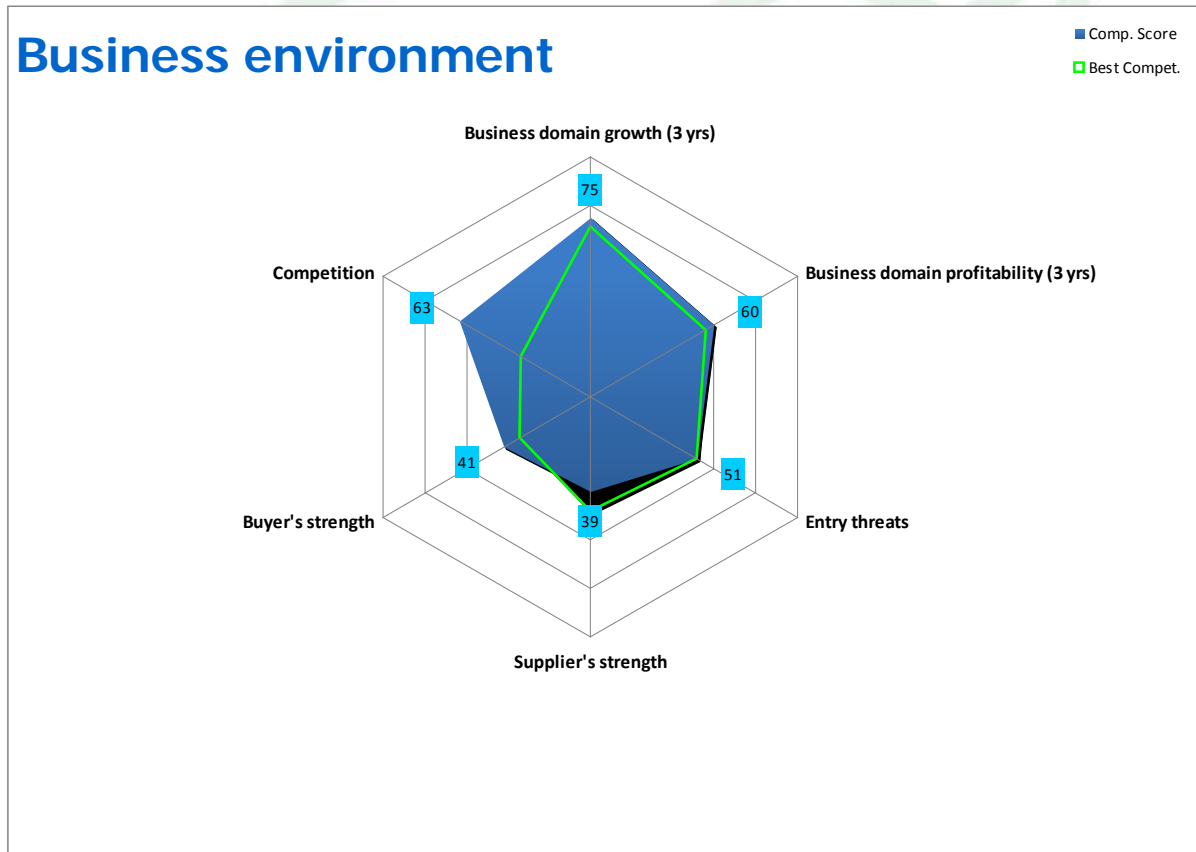 Business environment
Comp. Score
Best Compet.
Business domain growth (3 yrs)
75
Competition
63
Business domain profitability (3 yrs)
60
41
51
Buyer's strength
39
Entry threats
Supplier's strength